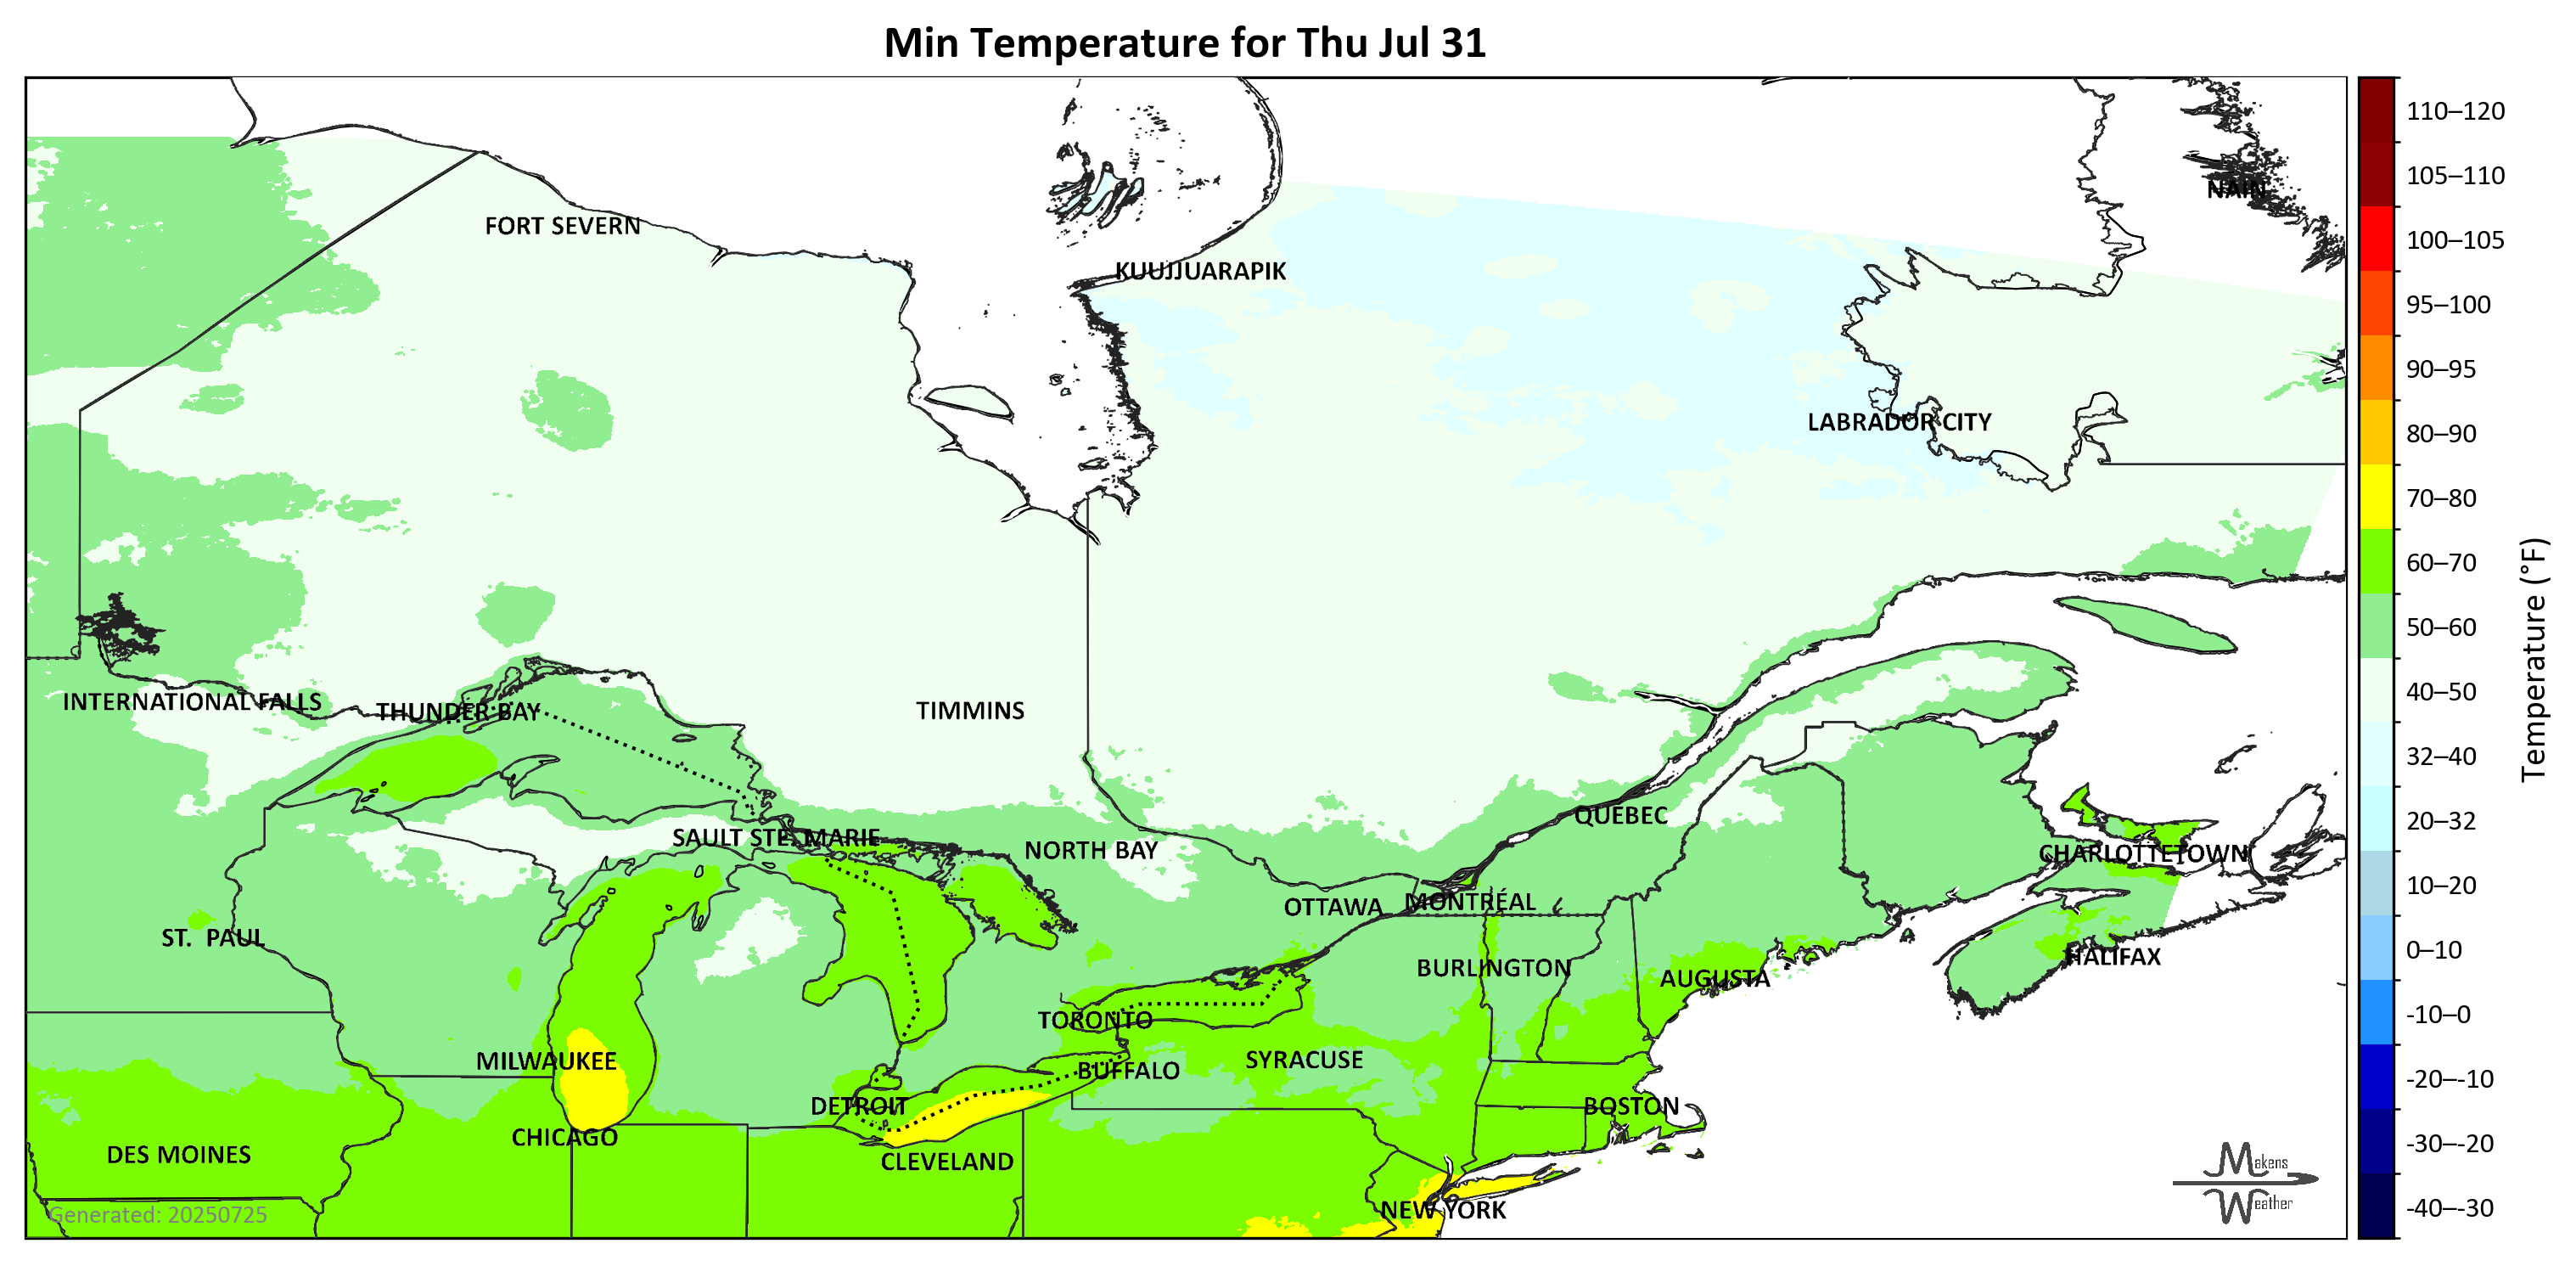 Min Temperature for Thu Jul 31
NAIN
FORT SEVERN
KUUJJUARAPIK
LABRADOR CITY
INTERNATIONAL FALLS
THUNDER BAY
TIMMINS
QUÉBEC
SAULT STE. MARIE
NORTH BAY
CHARLOTTETOWN
OTTAWA
MONTRÉAL
ST. PAUL
HALIFAX
BURLINGTON
AUGUSTA
TORONTO
MILWAUKEE
SYRACUSE
BUFFALO
DETROIT
BOSTON
CHICAGO
DES MOINES
CLEVELAND
NEW YORK
Generated: 20250725
Makens
Weather
110–120
105–110
100–105
95–100
90–95
80–90
70–80
60–70
50–60
40–50
32–40
20–32
10–20
0–10
-10–0
-20–-10
-30–-20
-40–-30
Temperature (°F)